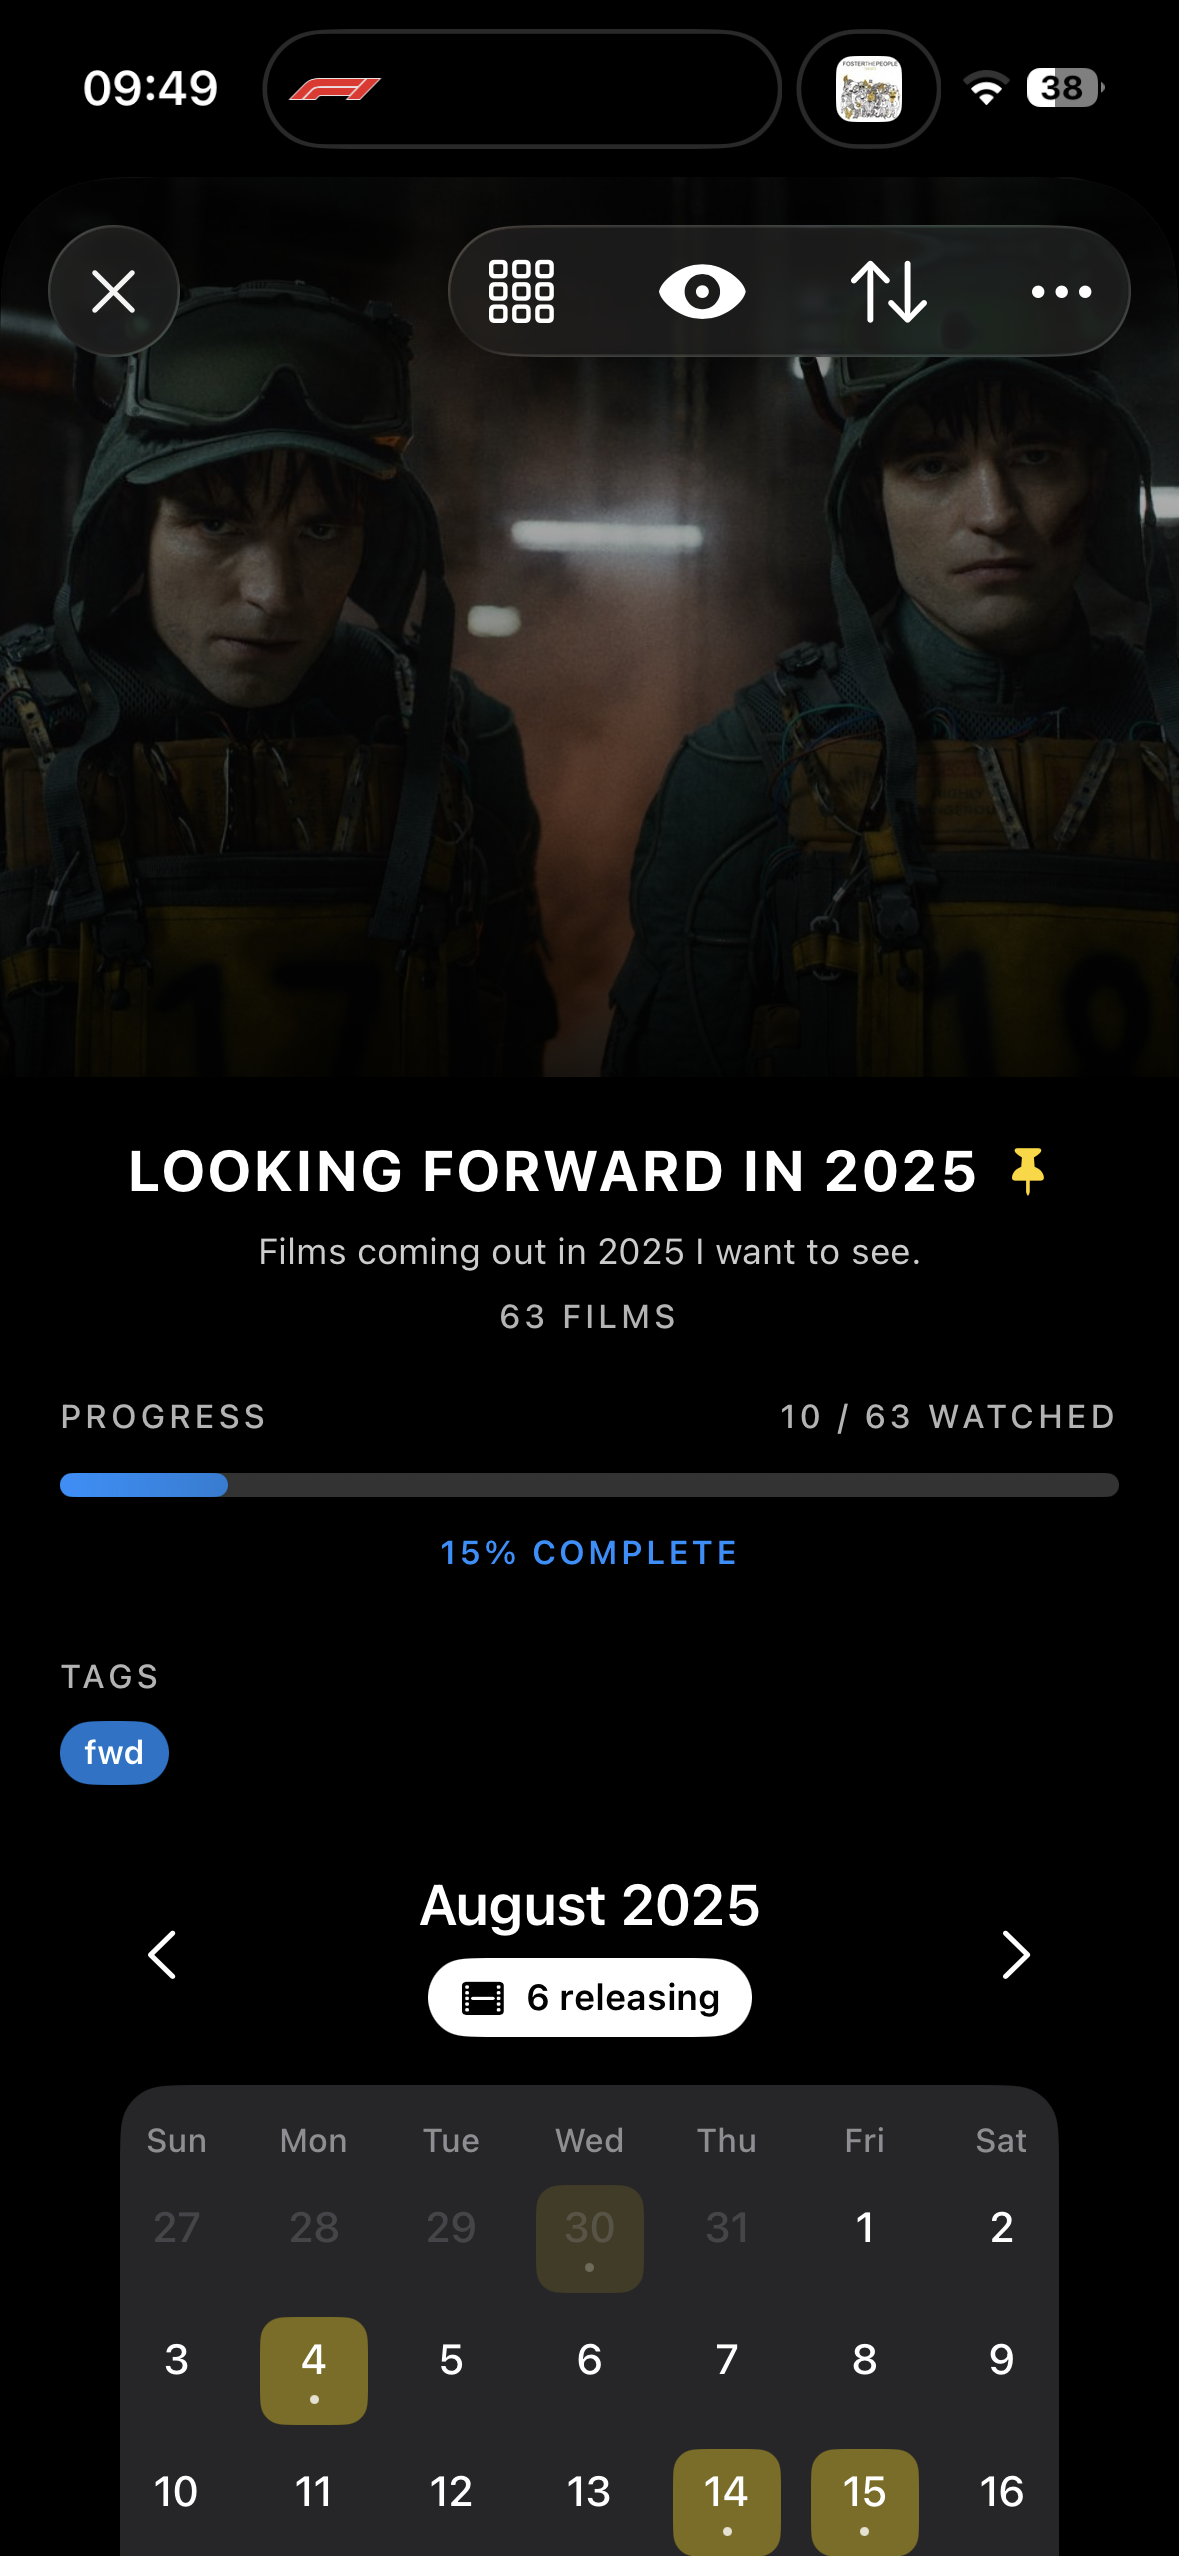 09:49
FOSTERTHEPEOPLE
38
17
18
LOOKING FORWARD IN 2025
Films coming out in 2025 I want to see.
63 FILMS
PROGRESS
10 / 63 WATCHED
15% COMPLETE
TAGS
fwd
August 2025
6 releasing
Sun Mon Tue Wed Thu Fri Sat
27 28 29 30 31 1 2
3 4 5 6 7 8 9
10 11 12 13 14 15 16